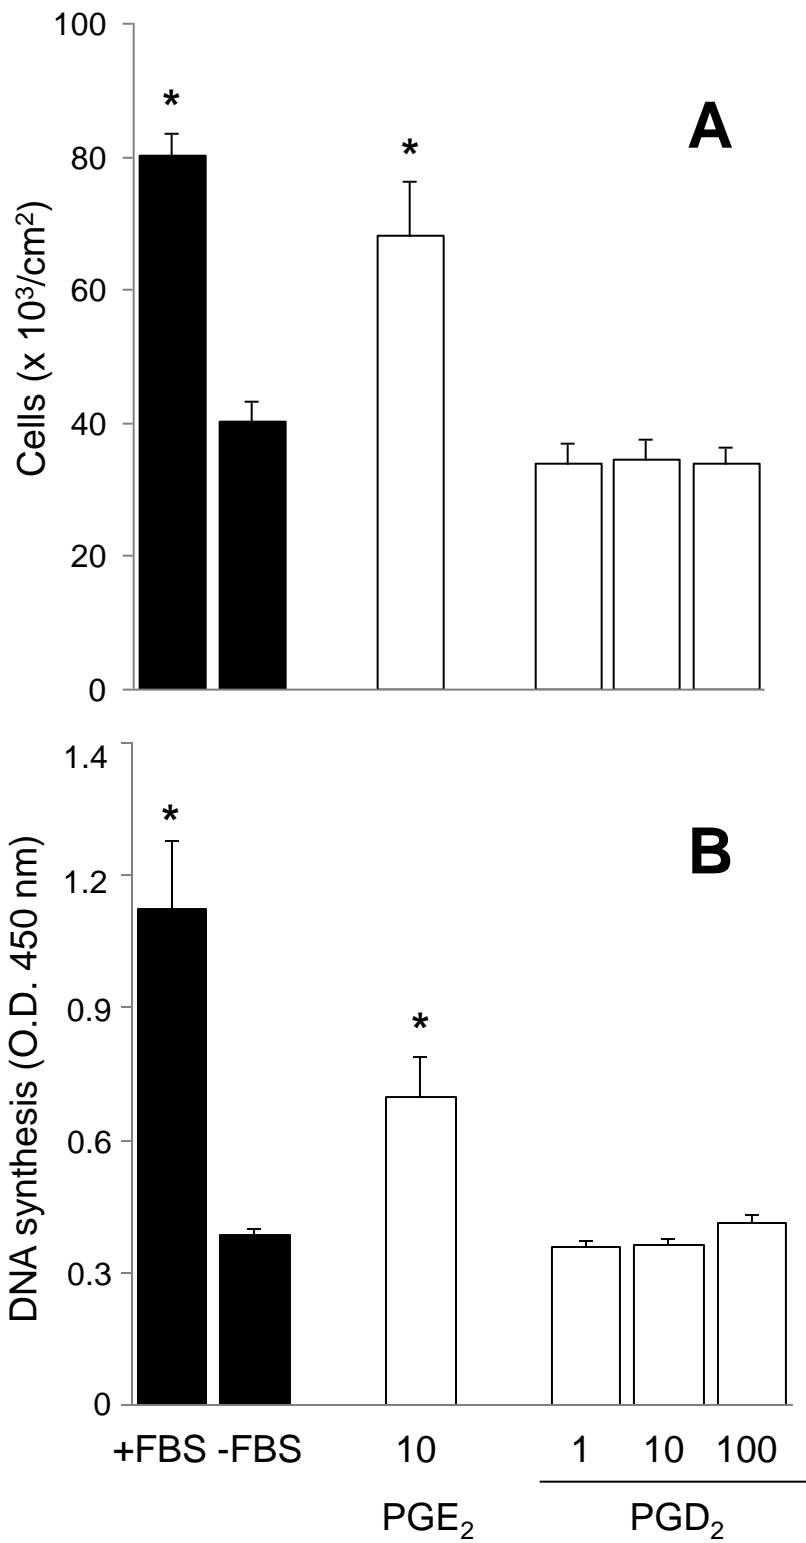 100
80
60
40
20
0
Cells (x 10³/cm²)
*
*
A
1.4
1.2
0.9
0.6
0.3
0
DNA synthesis (O.D. 450 nm)
*
*
B
+FBS -FBS 10 1 10 100
PGE₂ PGD₂